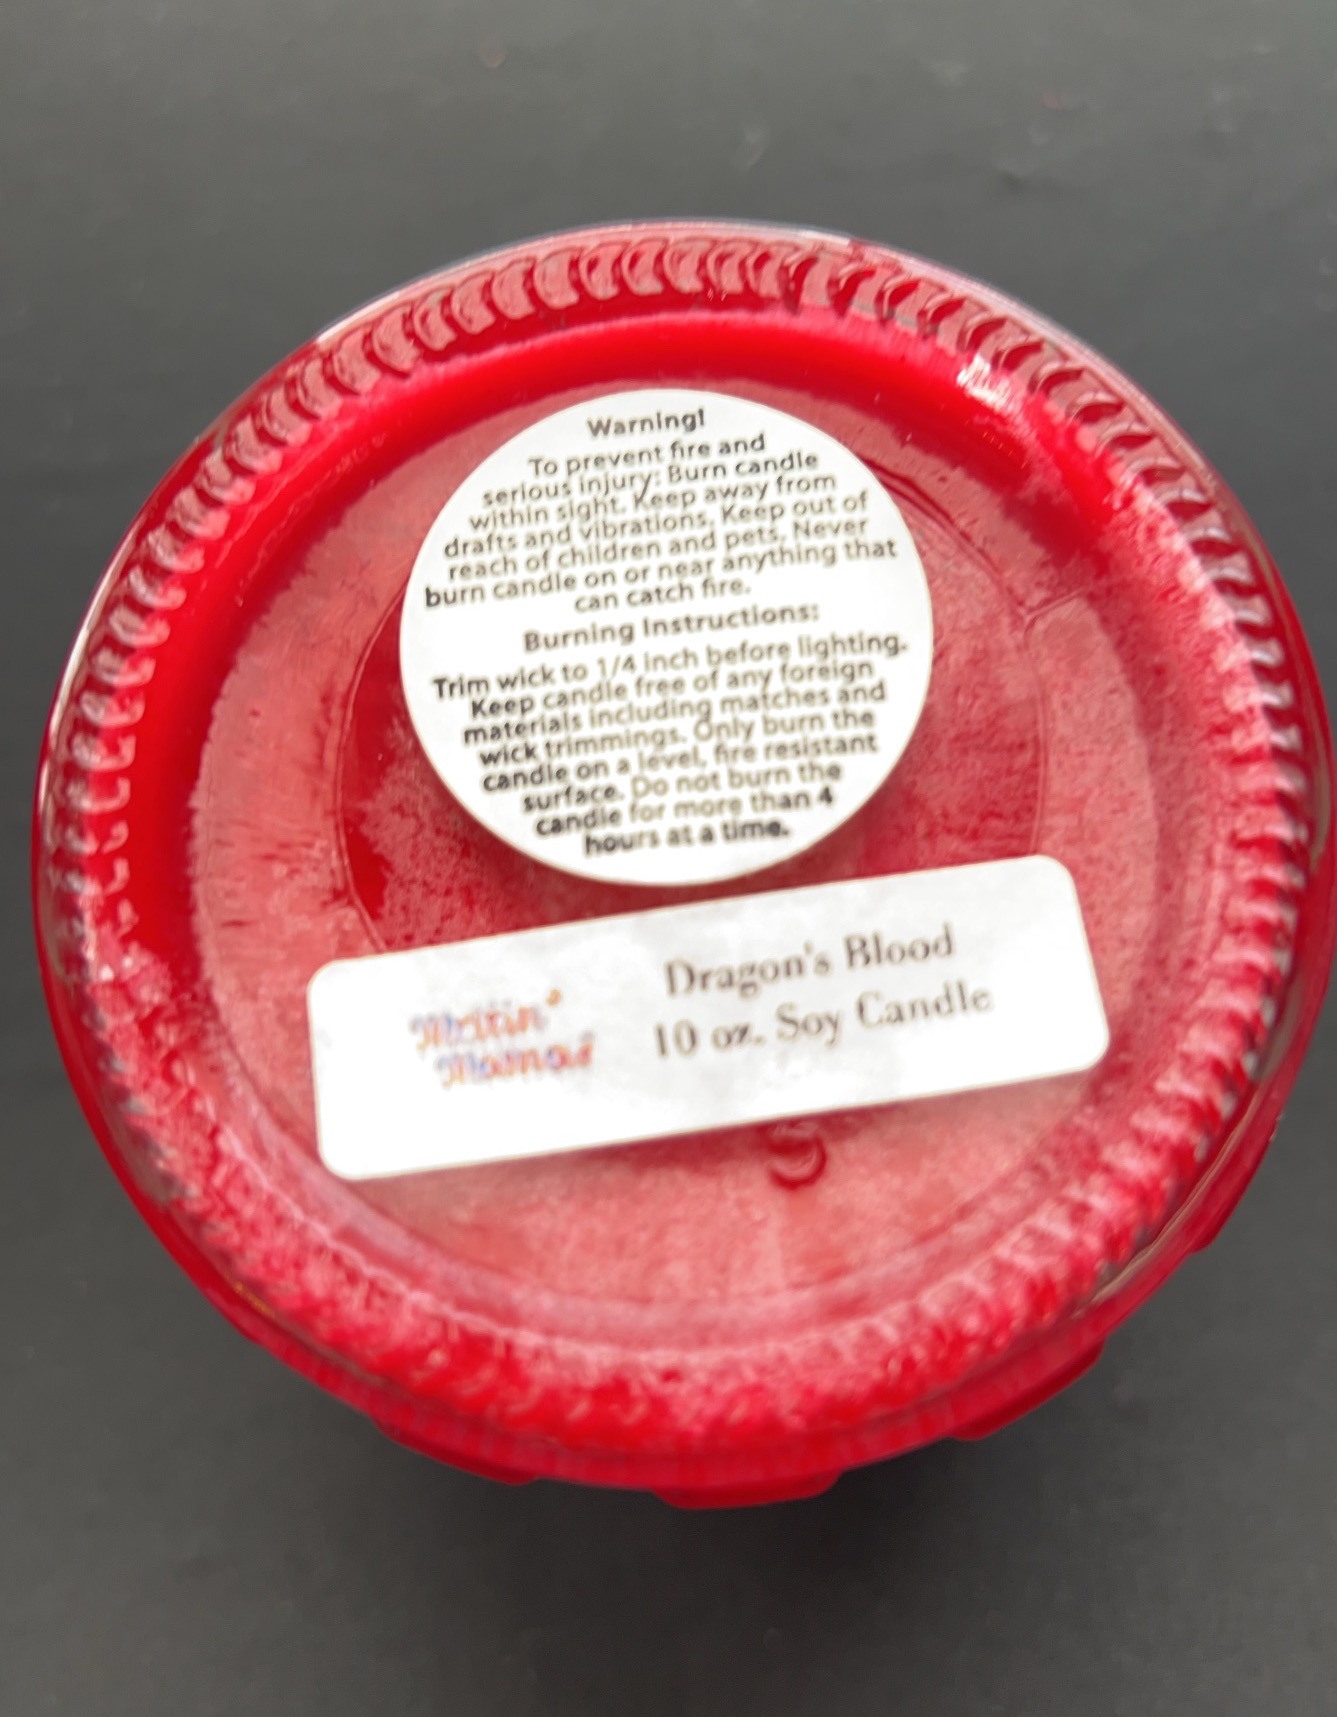 Warning!
To prevent fire and
serious injury: Burn candle
within sight. Keep away from
drafts and vibrations. Keep out of
reach of children and pets. Never
burn candle on or near anything that
can catch fire.
Burning Instructions:
Trim wick to 1/4 inch before lighting.
Keep candle free of any foreign
materials including matches and
wick trimmings. Only burn the
candle on a level, fire resistant
surface. Do not burn the
candle for more than 4
hours at a time.
Meltin'
Mamas
Dragon's Blood
10 oz. Soy Candle